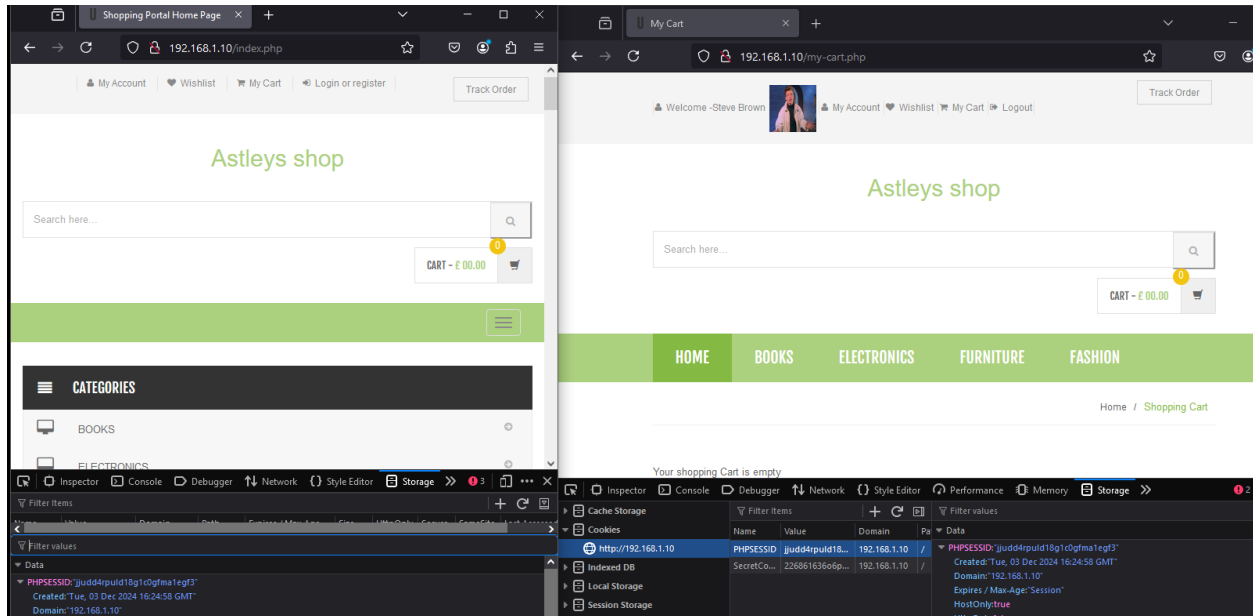 Shopping Portal Home Page
192.168.1.10/index.php
My Account
Wishlist
My Cart
Login or register
Track Order
Astleys shop
Search here...
0
CART - £ 00.00
CATEGORIES
BOOKS
ELECTRONICS
Inspector
Console
Debugger
Network
Style Editor
Storage
3
Filter Items
Filter values
Data
PHPSESSID:"jjudd4rpuld18g1c0gfma1egf3"
Created:"Tue, 03 Dec 2024 16:24:58 GMT"
Domain:"192.168.1.10"
My Cart
192.168.1.10/my-cart.php
Welcome -Steve Brown
My Account
Wishlist
My Cart
Logout
Track Order
Astleys shop
Search here...
0
CART - £ 00.00
HOME
BOOKS
ELECTRONICS
FURNITURE
FASHION
Home / Shopping Cart
Your shopping Cart is empty
Inspector
Console
Debugger
Network
Style Editor
Performance
Memory
Storage
2
Cache Storage
Cookies
http://192.168.1.10
Indexed DB
Local Storage
Session Storage
Filter Items
Name Value Domain Pa
PHPSESSID jjudd4rpuld18... 192.168.1.10 /
SecretCo... 226861636o6p... 192.168.1.10 /
Filter values
Data
PHPSESSID:"jjudd4rpuld18g1c0gfma1egf3"
Created:"Tue, 03 Dec 2024 16:24:58 GMT"
Domain:"192.168.1.10"
Expires / Max-Age:"Session"
HostOnly:true